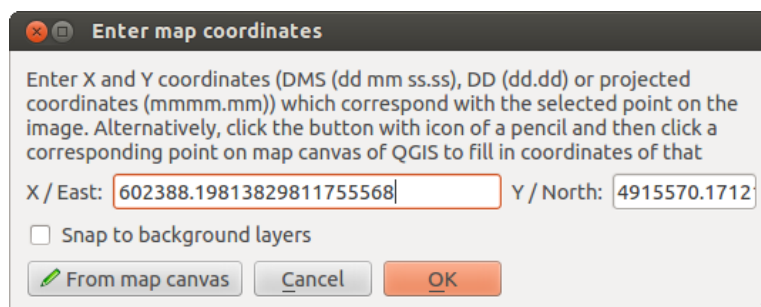 Enter map coordinates
Enter X and Y coordinates (DMS (dd mm ss.ss), DD (dd.dd) or projected
coordinates (mmmm.mm)) which correspond with the selected point on the
image. Alternatively, click the button with icon of a pencil and then click a
corresponding point on map canvas of QGIS to fill in coordinates of that
X / East: 602388.19813829811755568 Y / North: 4915570.1712
Snap to background layers
From map canvas Cancel OK